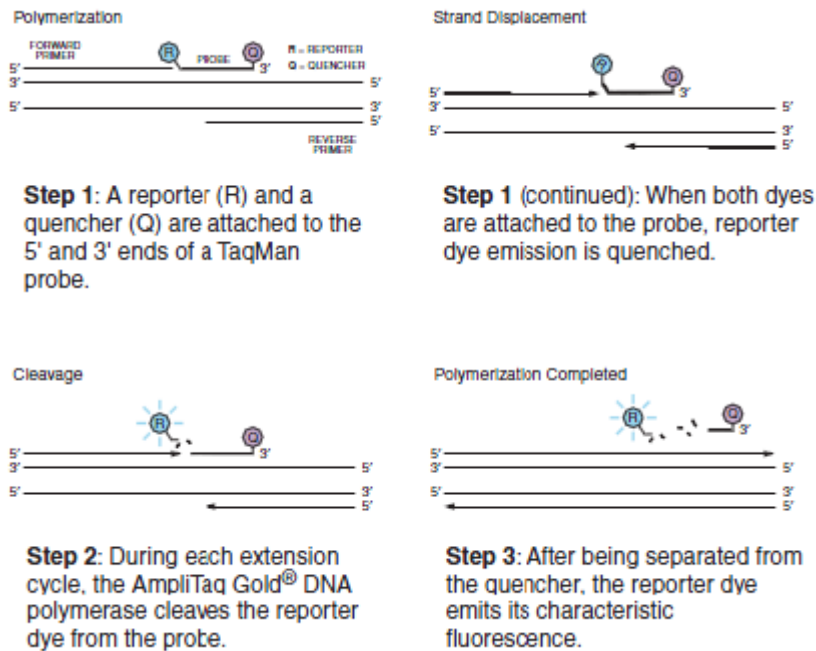 Polymerization
FORWARD
PRIMER
R
PROBE
Q
R - REPORTER
Q - QUENCHER
5'
3'
3'
5'
5'
3'
5'
REVERSE
PRIMER
Step 1: A reporter (R) and a
quencher (Q) are attached to the
5' and 3' ends of a TaqMan
probe.
Strand Displacement
R
Q
5'
3'
3'
5'
5'
3'
5'
Step 1 (continued): When both dyes
are attached to the probe, reporter
dye emission is quenched.
Cleavage
R
Q
5'
3'
3'
5'
5'
3'
5'
Step 2: During each extension
cycle, the AmpliTaq Gold® DNA
polymerase cleaves the reporter
dye from the probe.
Polymerization Completed
R
Q
3'
5'
3'
5'
5'
3'
5'
Step 3: After being separated from
the quencher, the reporter dye
emits its characteristic
fluorescence.